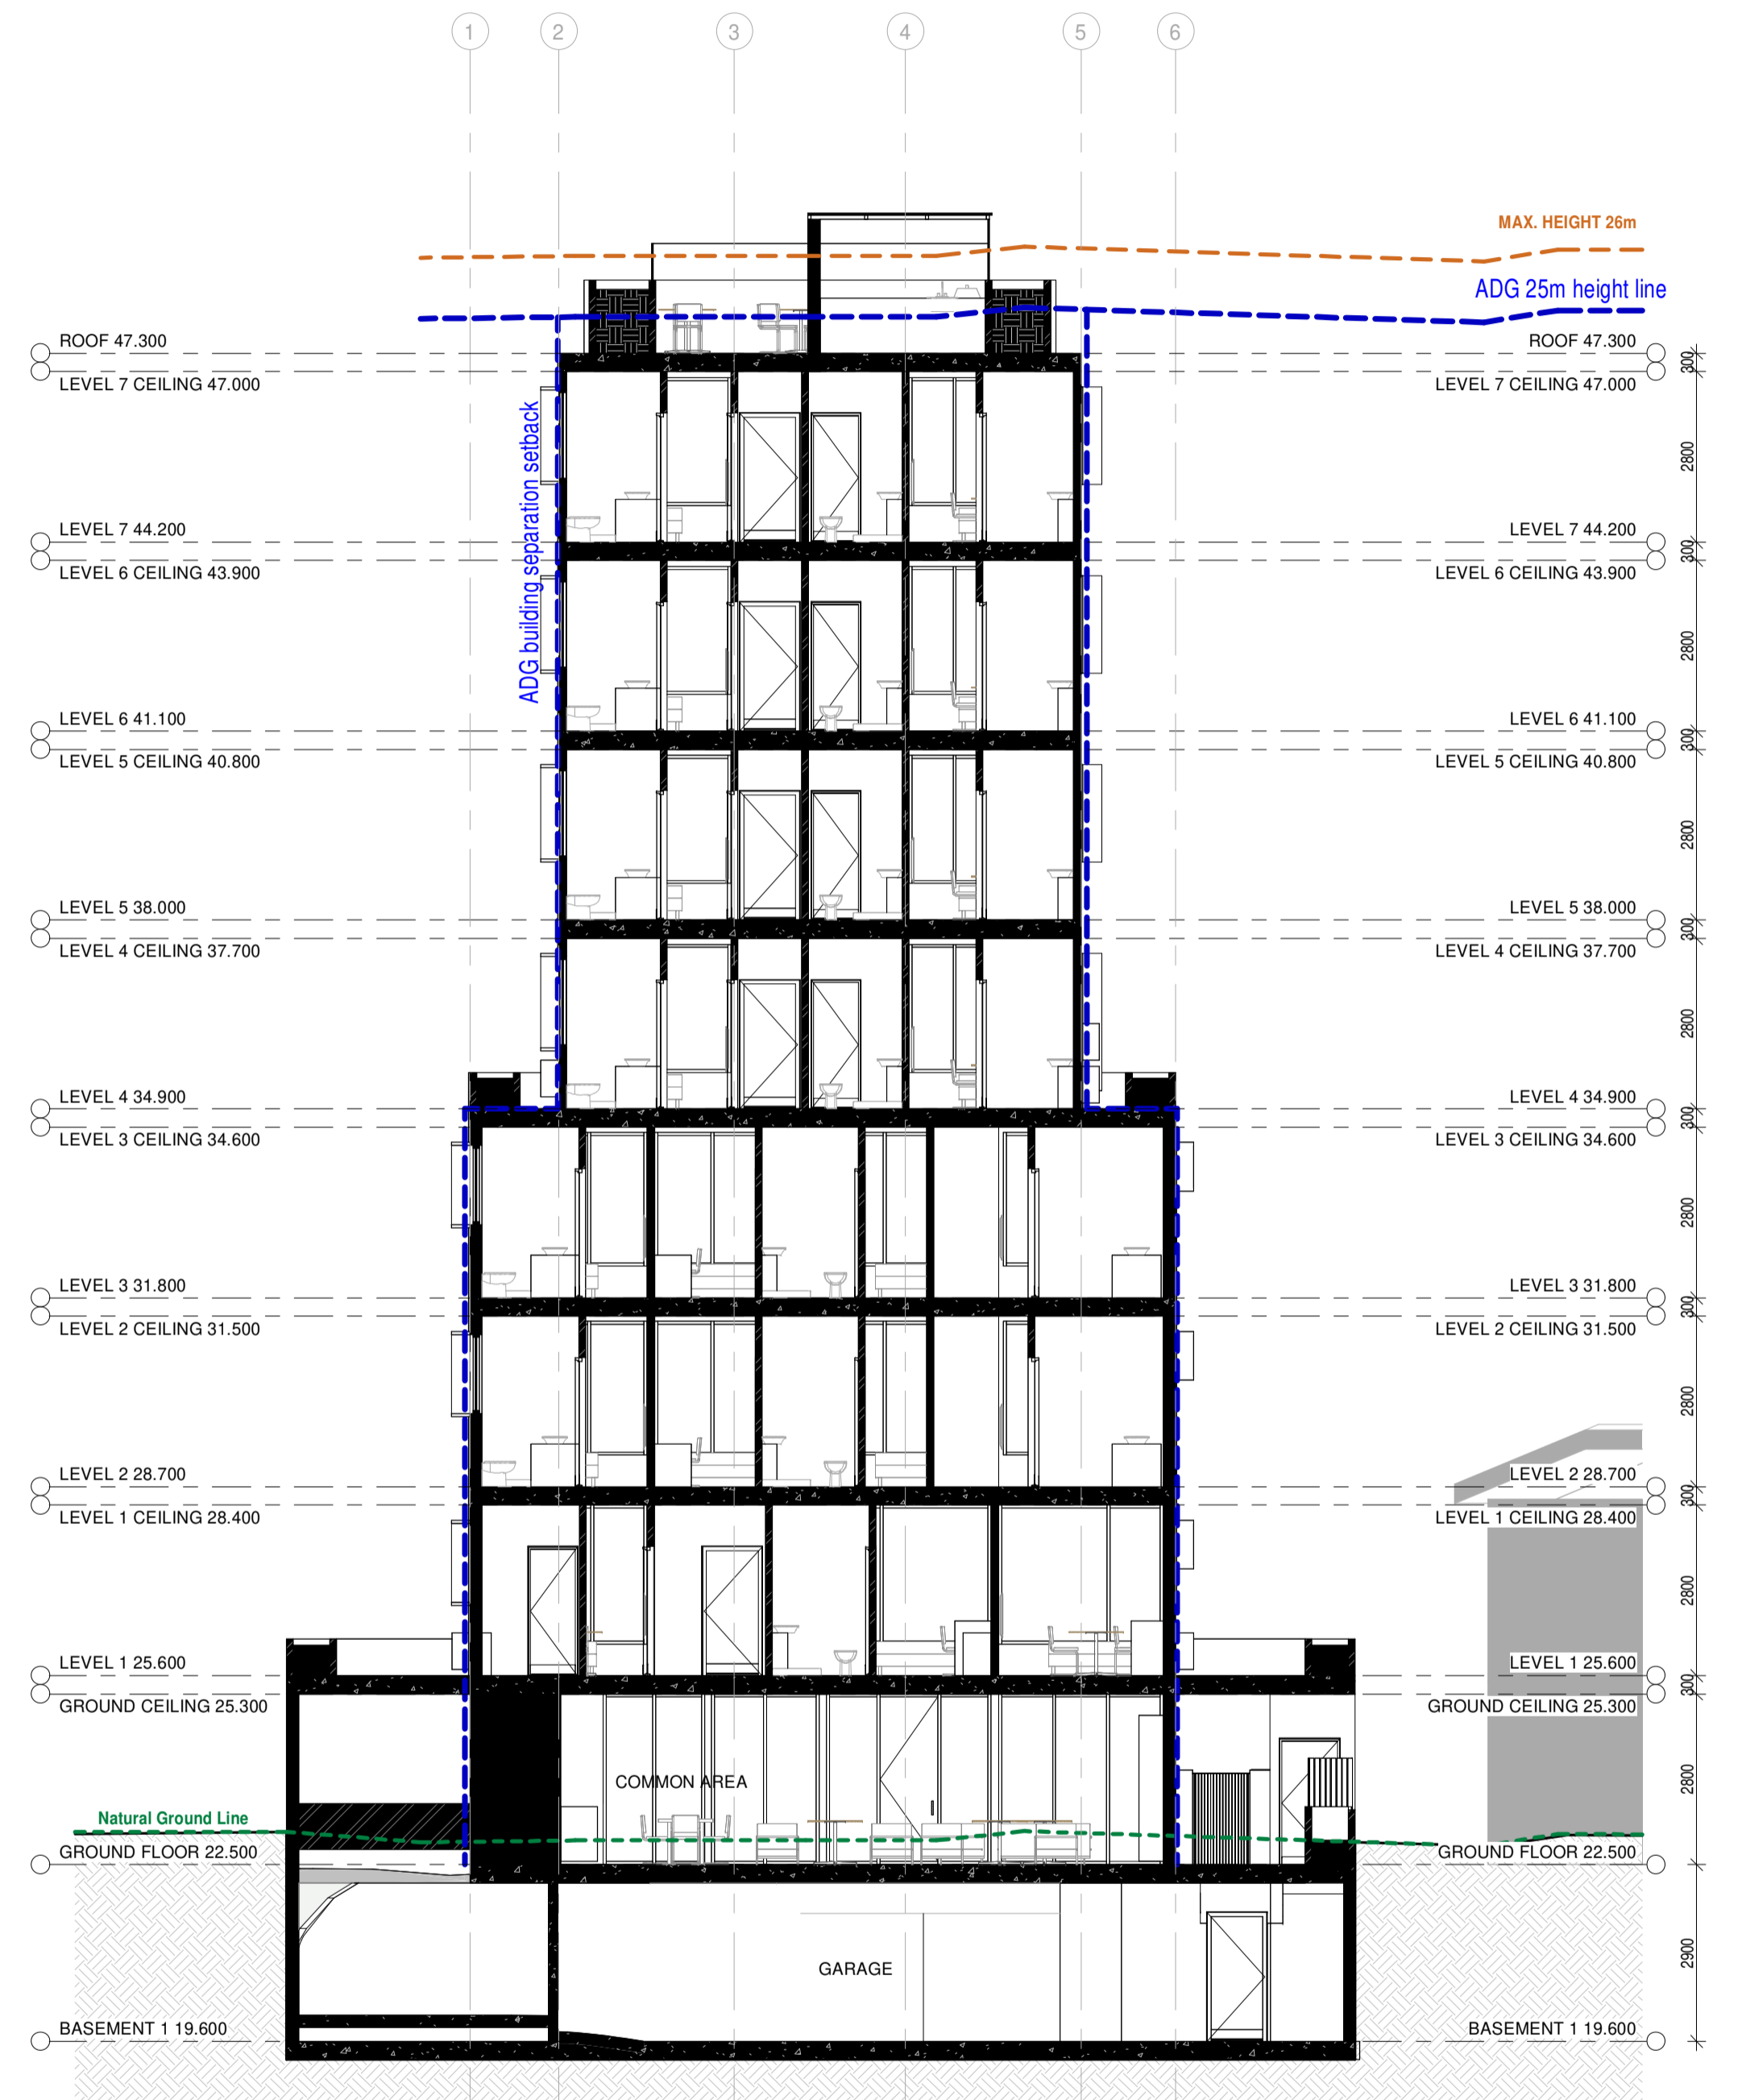 1 2 3 4 5 6
MAX. HEIGHT 26m
ADG 25m height line
ROOF 47.300 ROOF 47.300
300
LEVEL 7 CEILING 47.000 LEVEL 7 CEILING 47.000
ADG building separation setback
2800
LEVEL 7 44.200 LEVEL 7 44.200
300
LEVEL 6 CEILING 43.900 LEVEL 6 CEILING 43.900
2800
LEVEL 6 41.100 LEVEL 6 41.100
300
LEVEL 5 CEILING 40.800 LEVEL 5 CEILING 40.800
2800
LEVEL 5 38.000 LEVEL 5 38.000
300
LEVEL 4 CEILING 37.700 LEVEL 4 CEILING 37.700
2800
LEVEL 4 34.900 LEVEL 4 34.900
300
LEVEL 3 CEILING 34.600 LEVEL 3 CEILING 34.600
2800
LEVEL 3 31.800 LEVEL 3 31.800
300
LEVEL 2 CEILING 31.500 LEVEL 2 CEILING 31.500
2800
LEVEL 2 28.700 LEVEL 2 28.700
300
LEVEL 1 CEILING 28.400 LEVEL 1 CEILING 28.400
2800
LEVEL 1 25.600 LEVEL 1 25.600
300
GROUND CEILING 25.300 GROUND CEILING 25.300
COMMON AREA 2800
Natural Ground Line
GROUND FLOOR 22.500 GROUND FLOOR 22.500
GARAGE 2900
BASEMENT 1 19.600 BASEMENT 1 19.600